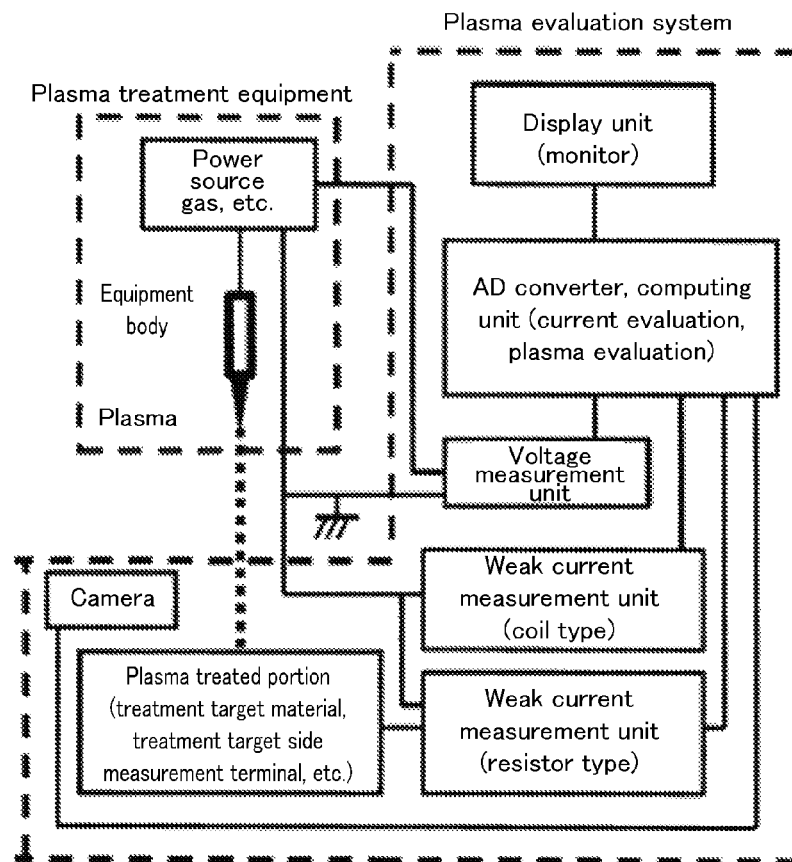 Plasma evaluation system
Plasma treatment equipment
Power
source
gas, etc.
Equipment
body
Plasma
Display unit
(monitor)
AD converter, computing
unit (current evaluation,
plasma evaluation)
Voltage
measurement
unit
Camera
Weak current
measurement unit
(coil type)
Plasma treated portion
(treatment target material,
treatment target side
measurement terminal, etc.)
Weak current
measurement unit
(resistor type)